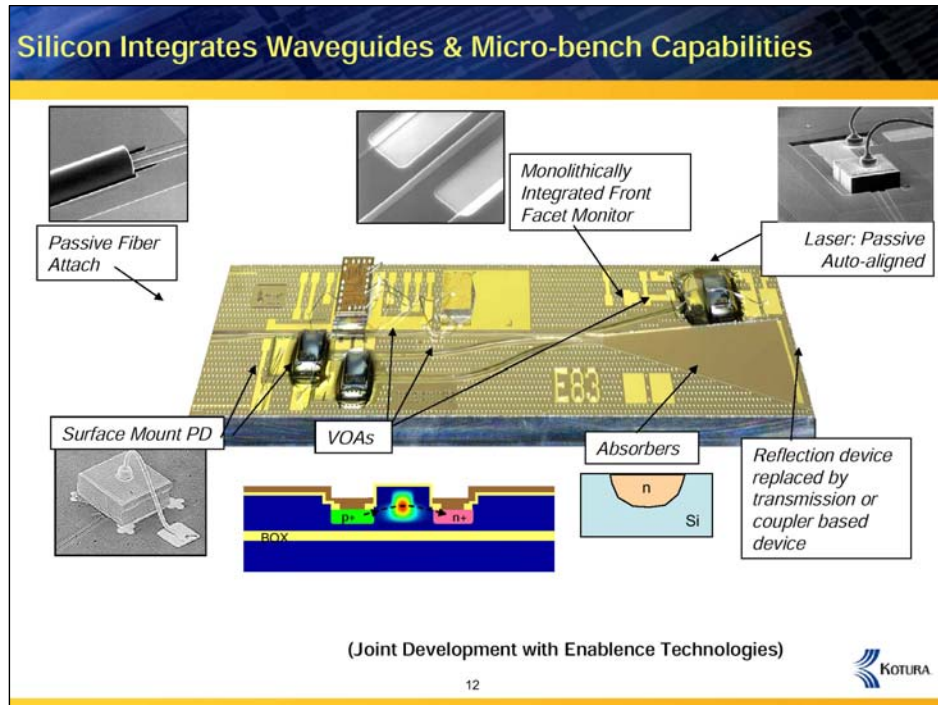 Silicon Integrates Waveguides & Micro-bench Capabilities
Passive Fiber
Attach
Monolithically
Integrated Front
Facet Monitor
Laser: Passive
Auto-aligned
E83
Surface Mount PD
VOAs
Absorbers
Reflection device
replaced by
transmission or
coupler based
device
p+
n+
BOX
n
Si
(Joint Development with Enablence Technologies)
12
KOTURA